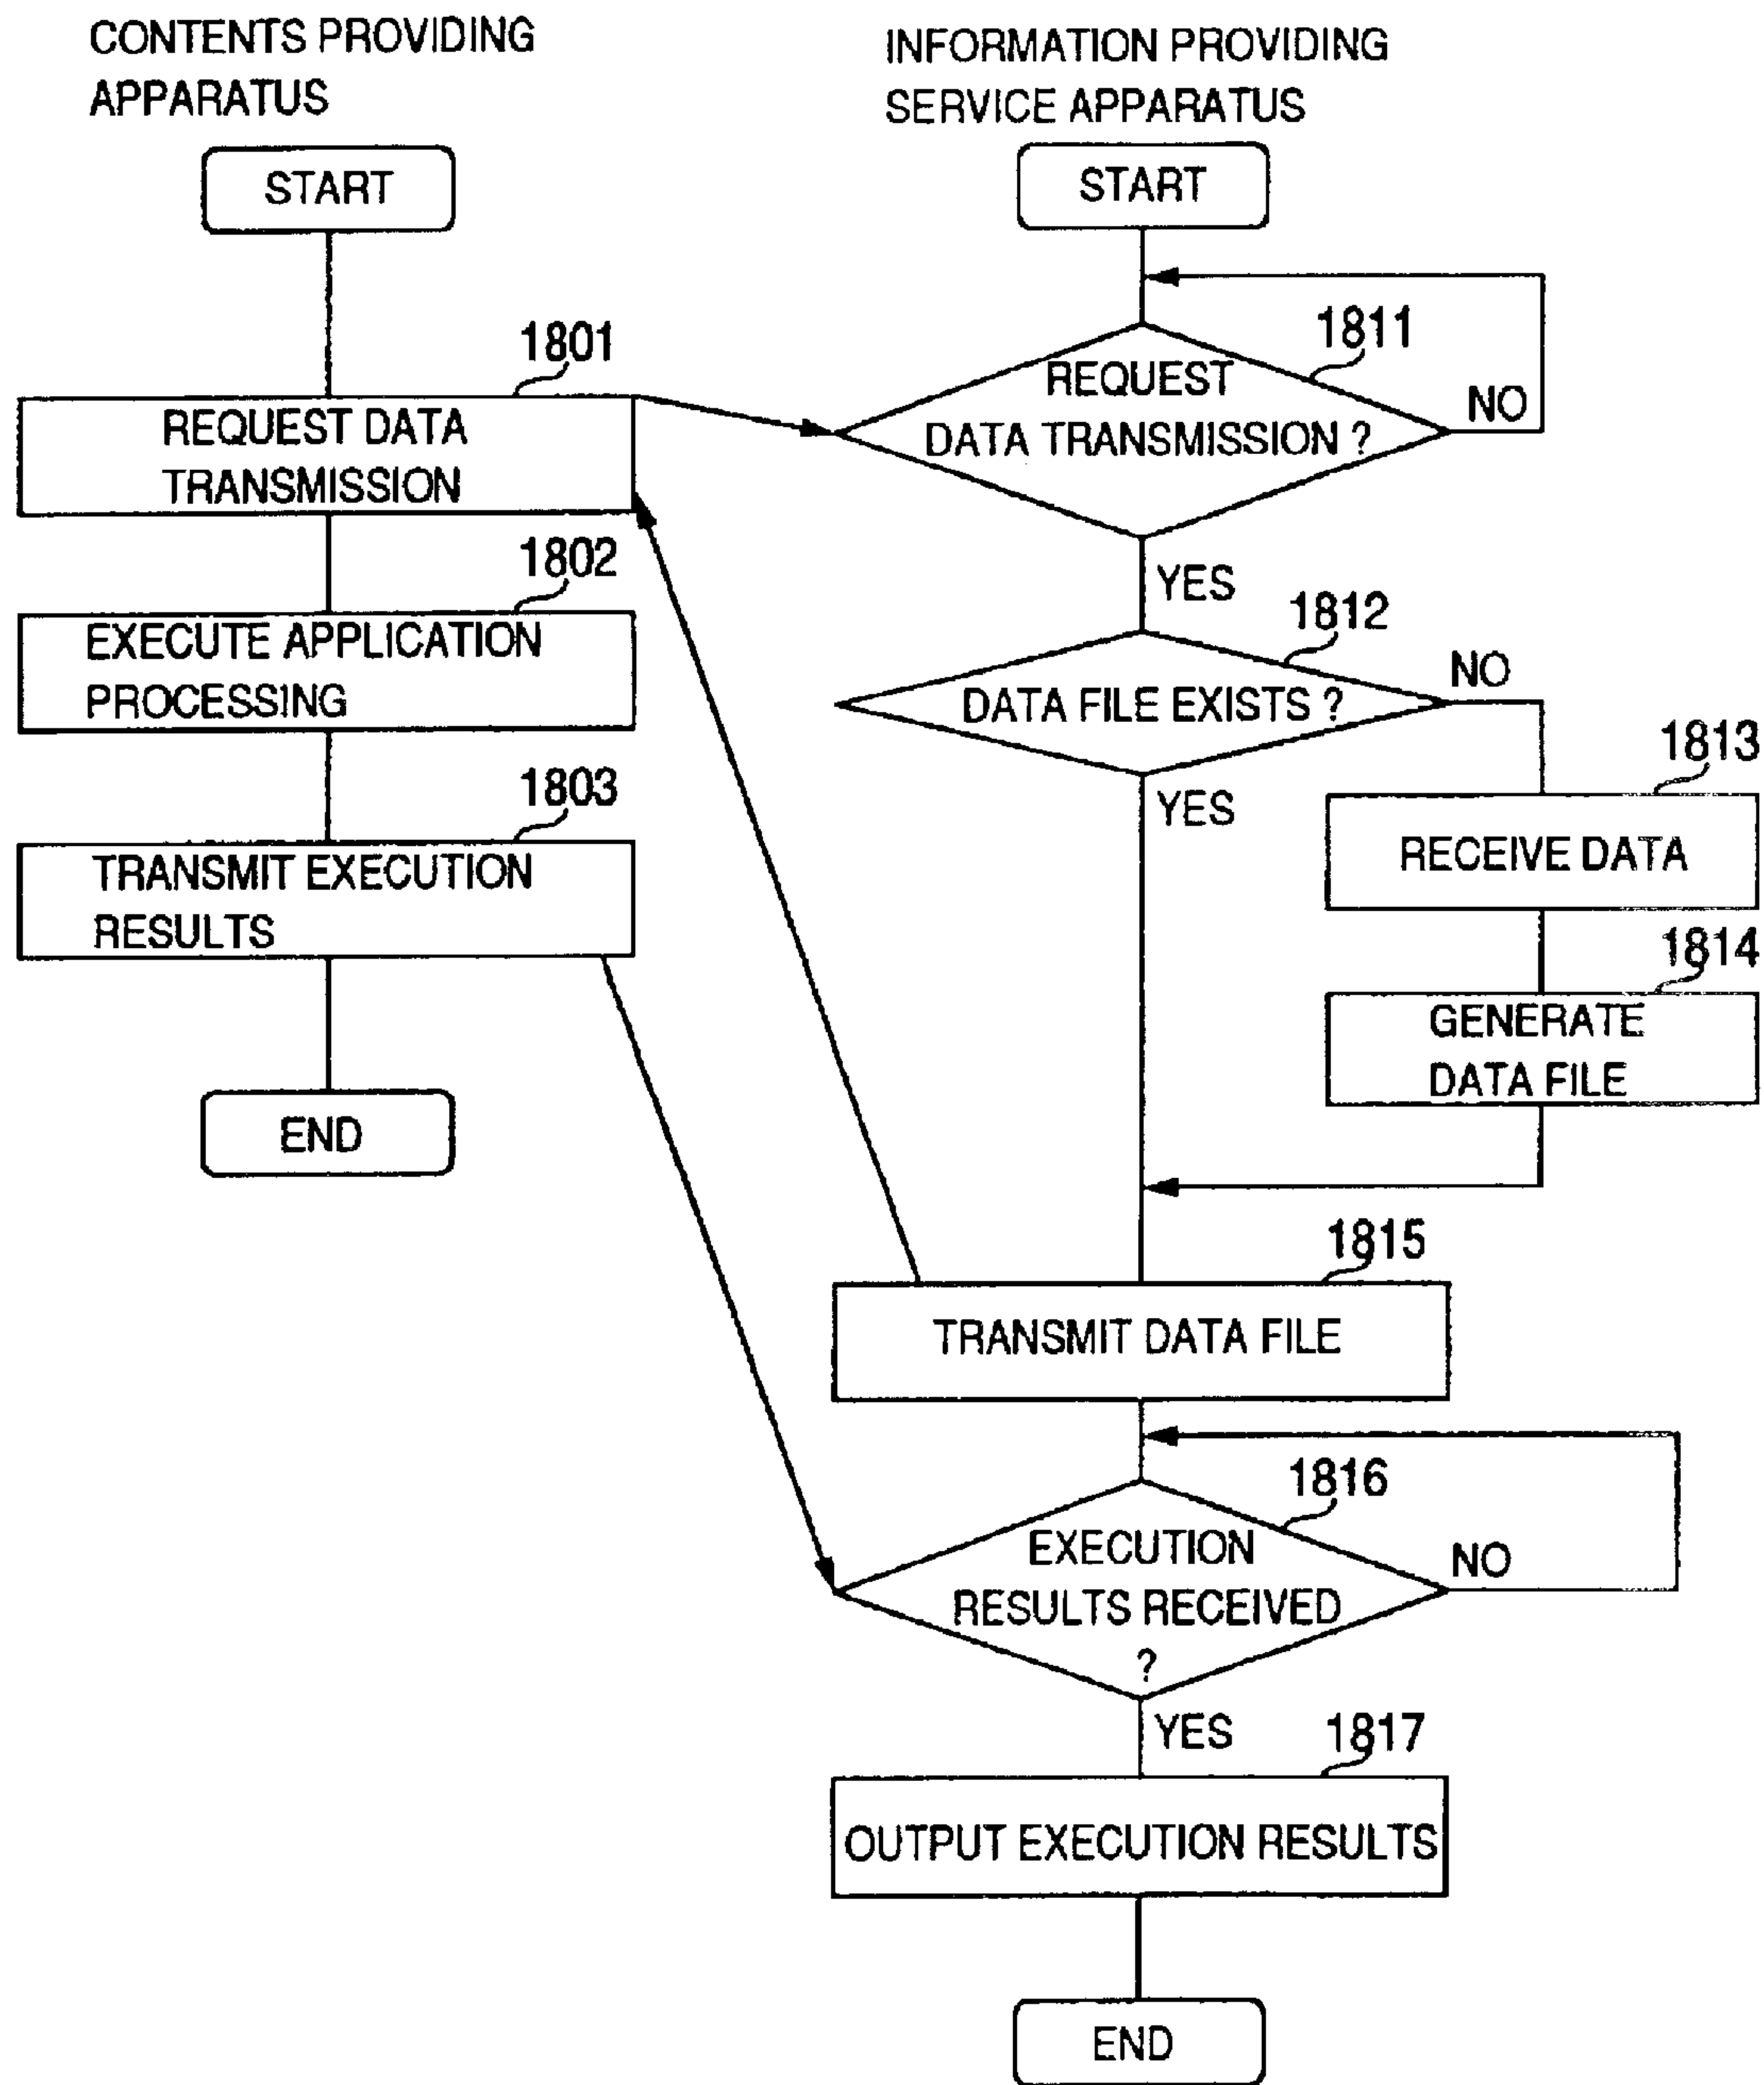 CONTENTS PROVIDING
APPARATUS
START
1801
REQUEST DATA
TRANSMISSION
1802
EXECUTE APPLICATION
PROCESSING
1803
TRANSMIT EXECUTION
RESULTS
END
INFORMATION PROVIDING
SERVICE APPARATUS
START
1811
REQUEST
DATA TRANSMISSION ?
NO
YES
1812
DATA FILE EXISTS ?
NO
YES
1813
RECEIVE DATA
1814
GENERATE
DATA FILE
1815
TRANSMIT DATA FILE
1816
EXECUTION
RESULTS RECEIVED
?
NO
YES
1817
OUTPUT EXECUTION RESULTS
END